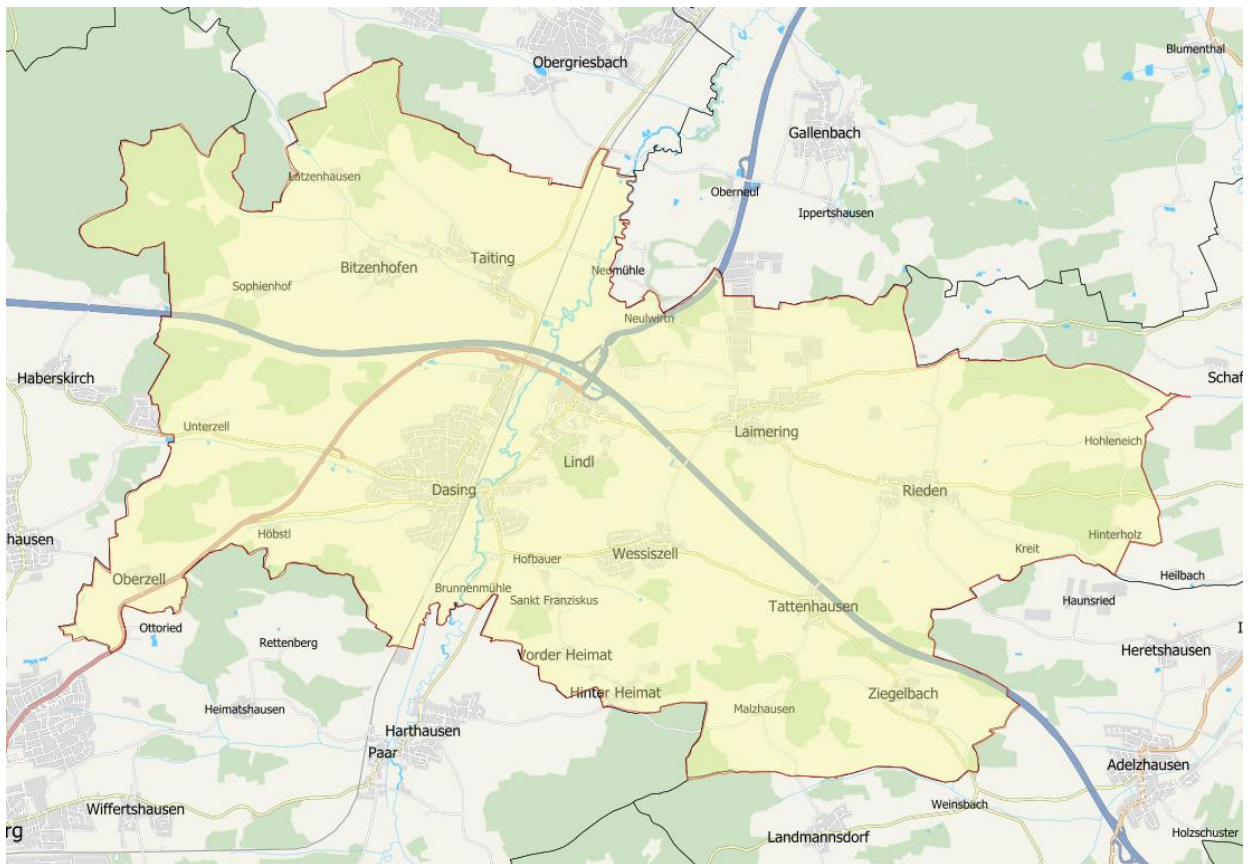 Blumenthal
Obergriesbach
Gallenbach
Latzenhausen
Oberneul
Ippertshausen
Taiting
Bitzenhofen
Neumühle
Sophienhof
Neulwirth
Haberskirch
Schaf
Unterzell
Laimering
Hohleneich
Lindl
Dasing
Rieden
Höbstl
hausen
Hinterholz
Kreit
Wessiszell
Hofbauer
Oberzell
Heilbach
Brunnenmühle
Sankt Franziskus
Haunsried
Tattenhausen
Ottoried
Rettenberg
Heretshausen
Vorder Heimat
Hinter Heimat
Ziegelbach
Heimatshausen
Malzhausen
Harthausen
Paar
Adelzhausen
Wiffertshausen
Weinsbach
rg
Landmannsdorf
Holzschuster